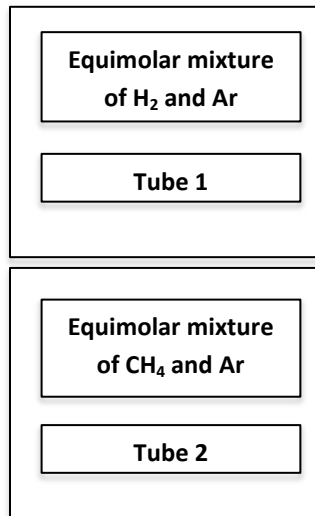 Equimolar mixture
of H₂ and Ar
Tube 1
Equimolar mixture
of CH₄ and Ar
Tube 2